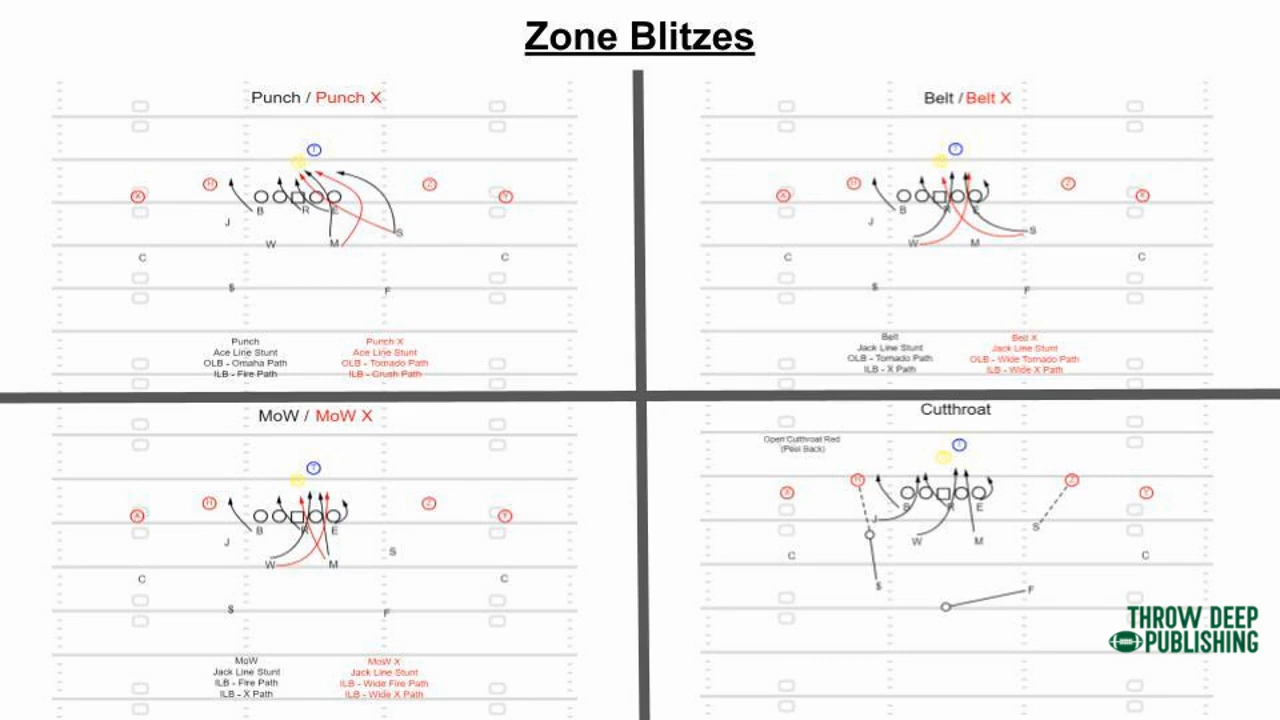 Zone Blitzes
Punch / Punch X
T
H
Z
X
Y
B
R
E
J
S
W
M
C
C
$
F
Punch
Ace Line Stunt
OLB - Omaha Path
ILB - Fire Path
Punch X
Ace Line Stunt
OLB - Tornado Path
ILB - Crush Path
Belt / Belt X
T
H
Z
X
Y
B
R
E
J
S
W
M
C
C
$
F
Belt
Jack Line Stunt
OLB - Tornado Path
ILB - X Path
Belt X
Jack Line Stunt
OLB - Wide Tornado Path
ILB - Wide X Path
MoW / MoW X
T
H
Z
X
Y
B
R
E
J
S
W
M
C
C
$
F
MoW
Jack Line Stunt
ILB - Fire Path
ILB - X Path
MoW X
Jack Line Stunt
ILB - Wide Fire Path
ILB - Wide X Path
Cutthroat
Open Cutthroat Red
(Peel Back)
T
H
Z
X
Y
B
R
E
J
S
W
M
C
C
$
F
THROW DEEP
PUBLISHING